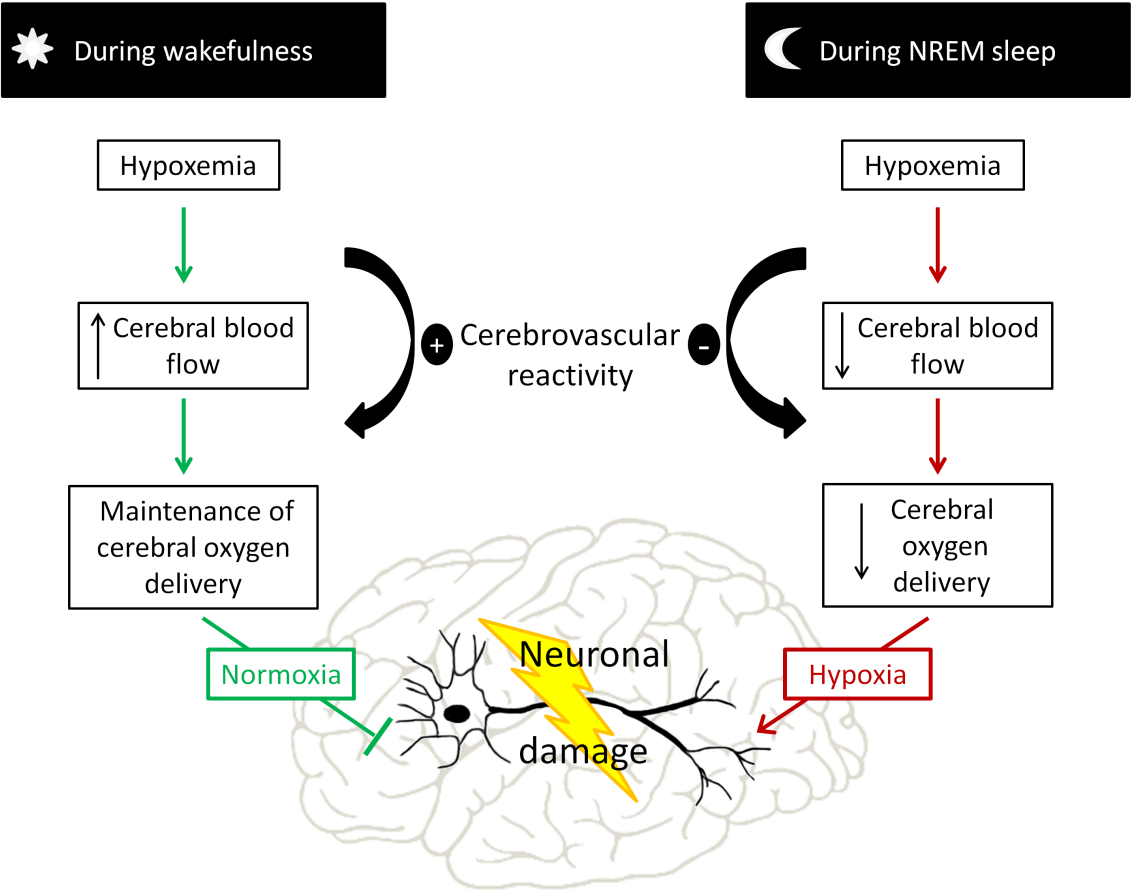 During wakefulness
During NREM sleep
Hypoxemia
Hypoxemia
Cerebral blood
flow
+
Cerebrovascular
reactivity
-
Cerebral blood
flow
Maintenance of
cerebral oxygen
delivery
Cerebral
oxygen
delivery
Normoxia
Neuronal
damage
Hypoxia